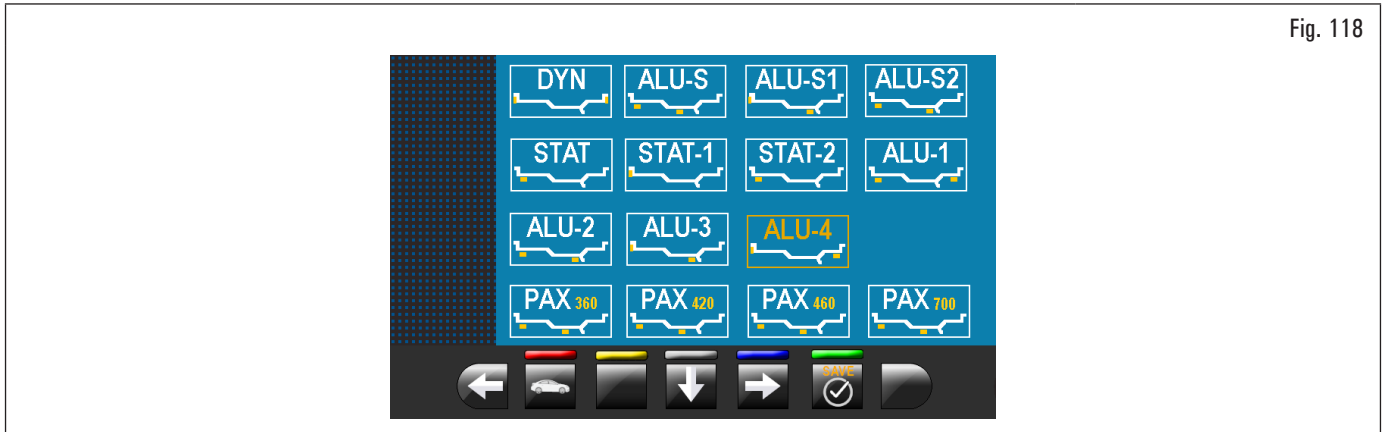 Fig. 118
DYN ALU-S ALU-S1 ALU-S2
STAT STAT-1 STAT-2 ALU-1
ALU-2 ALU-3 ALU-4
PAX 360 PAX 420 PAX 460 PAX 700
SAVE